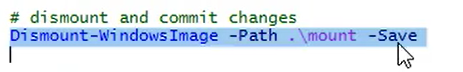 # dismount and commit changes
Dismount-WindowsImage -Path .\mount -Save